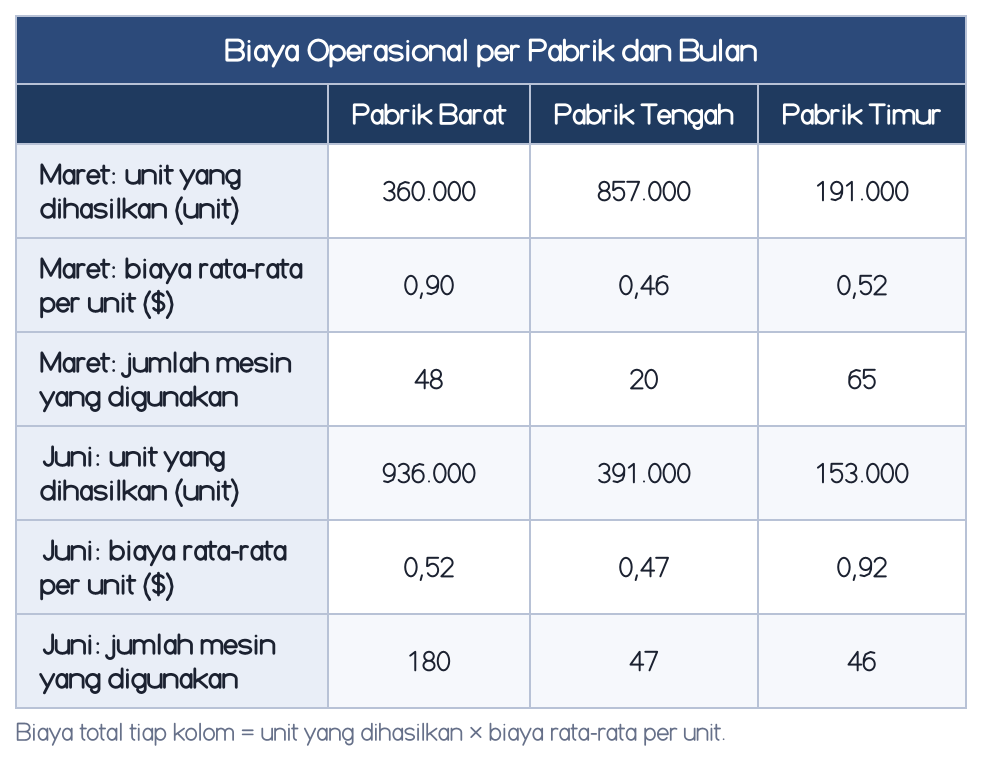 Biaya Operasional per Pabrik dan Bulan
Pabrik Barat Pabrik Tengah Pabrik Timur
Maret: unit yang
dihasilkan (unit)
360.000 857.000 191.000
Maret: biaya rata-rata
per unit ($)
0,90 0,46 0,52
Maret: jumlah mesin
yang digunakan
48 20 65
Juni: unit yang
dihasilkan (unit)
936.000 391.000 153.000
Juni: biaya rata-rata
per unit ($)
0,52 0,47 0,92
Juni: jumlah mesin
yang digunakan
180 47 46
Biaya total tiap kolom = unit yang dihasilkan × biaya rata-rata per unit.